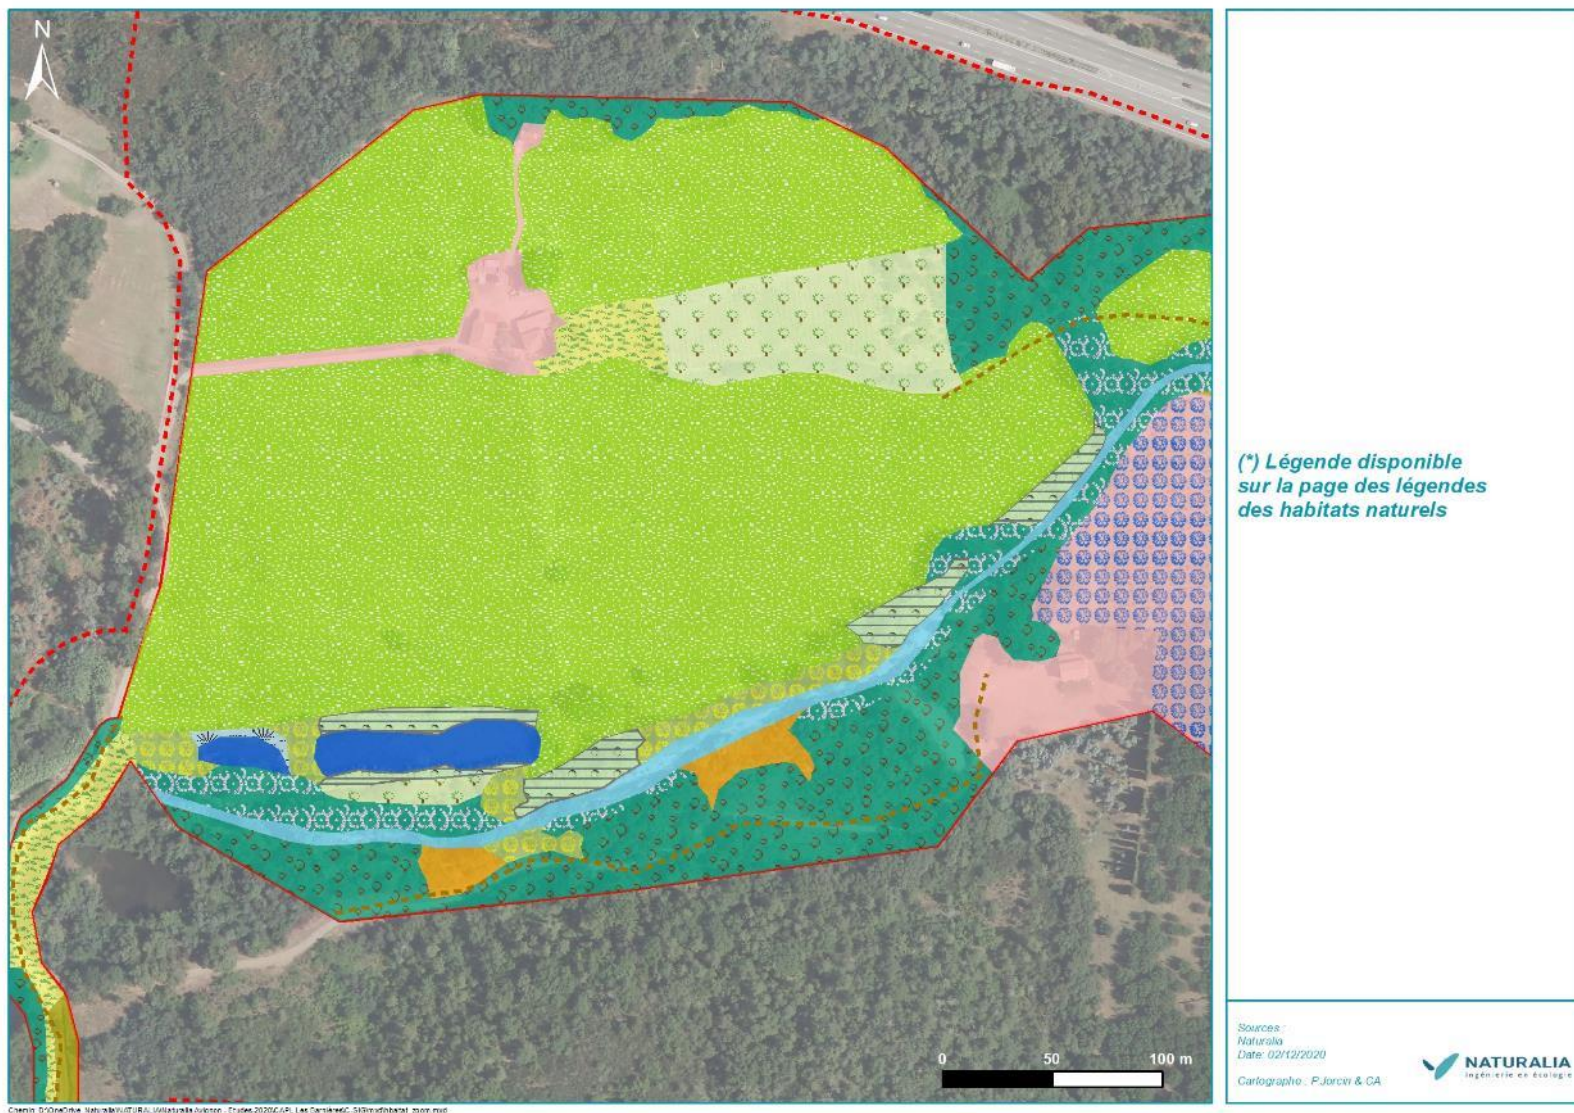 N
(*) Légende disponible
sur la page des légendes
des habitats naturels
0 50 100 m
Sources :
Naturalia
Date: 02/12/2020
Cartographe : P.Jorcin & CA
NATURALIA
Ingénierie en écologie